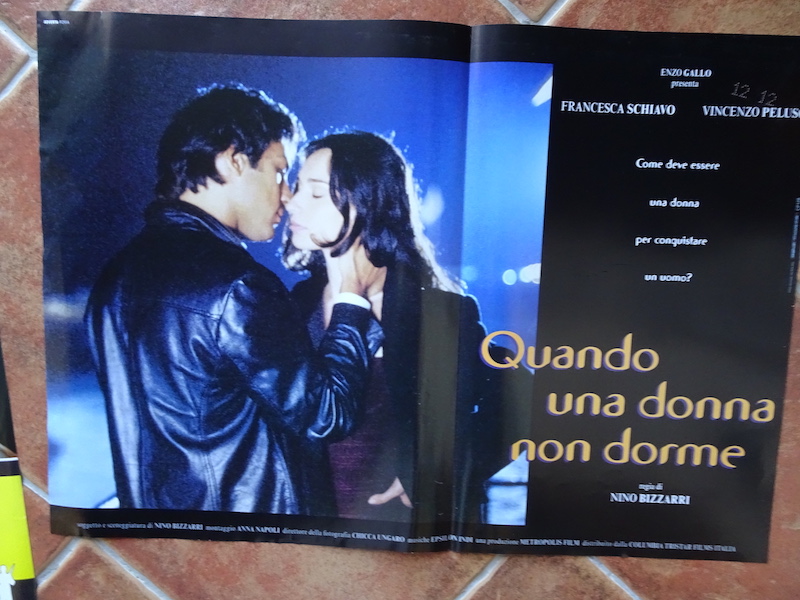 ENZO GALLO
presenta
12 12
FRANCESCA SCHIAVO VINCENZO PELUSO
Come deve essere
una donna
per conquistare
un uomo?
Quando
una donna
non dorme
regia di
NINO BIZZARRI
soggetto e sceneggiatura di NINO BIZZARRI montaggio ANNA NAPOLI direttore della fotografia CHICCA UNGARO musiche EPSILON INDI una produzione METROPOLIS FILM distribuito dalla COLUMBIA TRISTAR FILMS ITALIA